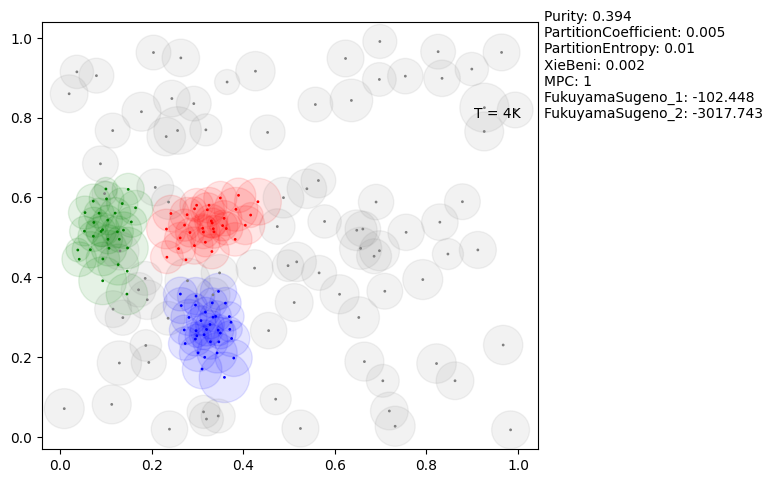 Purity: 0.394
PartitionCoefficient: 0.005
PartitionEntropy: 0.01
XieBeni: 0.002
MPC: 1
FukuyamaSugeno_1: -102.448
FukuyamaSugeno_2: -3017.743
T = 4K
1.0
0.8
0.6
0.4
0.2
0.0
0.0 0.2 0.4 0.6 0.8 1.0